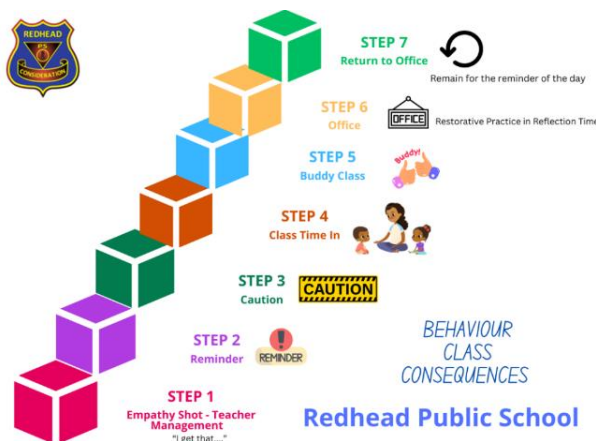 REDHEAD
P.S
CONSIDERATION
STEP 7
Return to Office
Remain for the reminder of the day
STEP 6
Office
OFFICE
Restorative Practice in Reflection Time
STEP 5
Buddy Class
Buddy!
STEP 4
Class Time In
STEP 3
Caution
CAUTION
STEP 2
Reminder
REMINDER
STEP 1
Empathy Shot - Teacher
Management
"I get that...."
BEHAVIOUR
CLASS
CONSEQUENCES
Redhead Public School